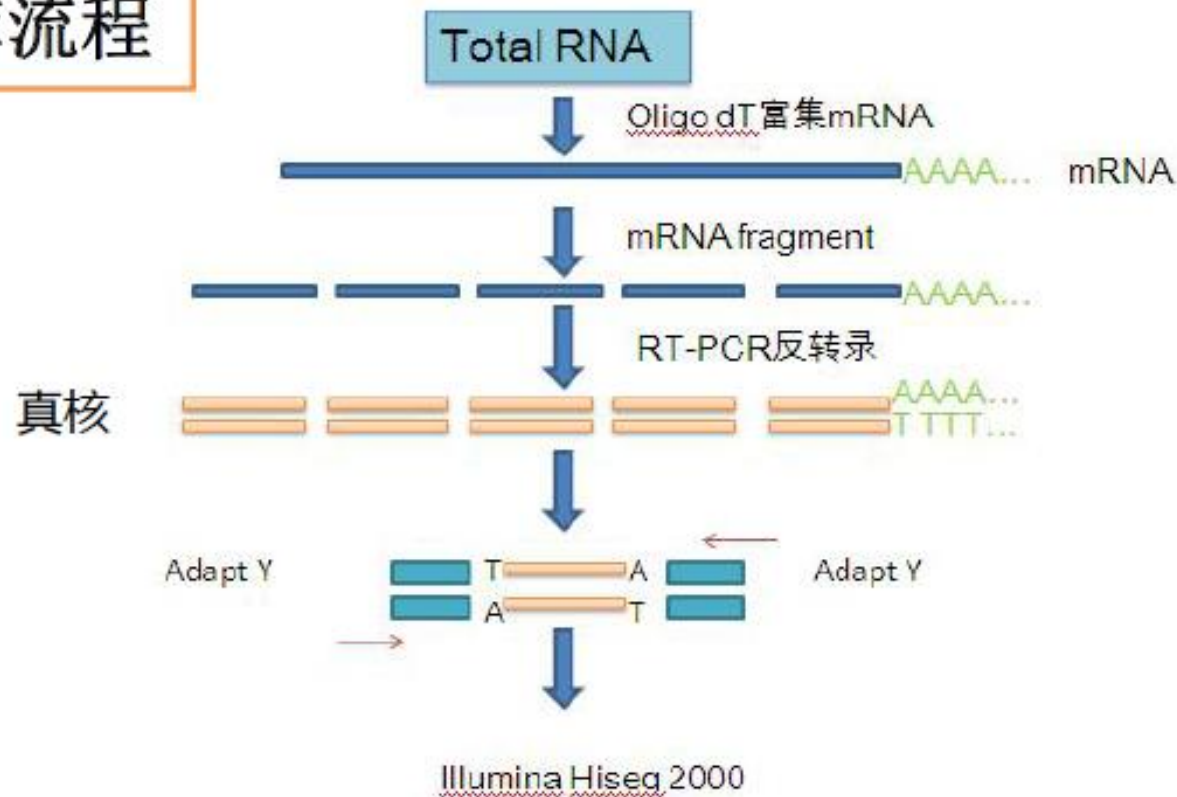 流程
Total RNA
Oligo dT富集mRNA
AAAA... mRNA
mRNA fragment
AAAA...
RT-PCR反转录
AAAA...
真核
T TTT...
Adapt Y T A Adapt Y
A T
Illumina Hiseq 2000